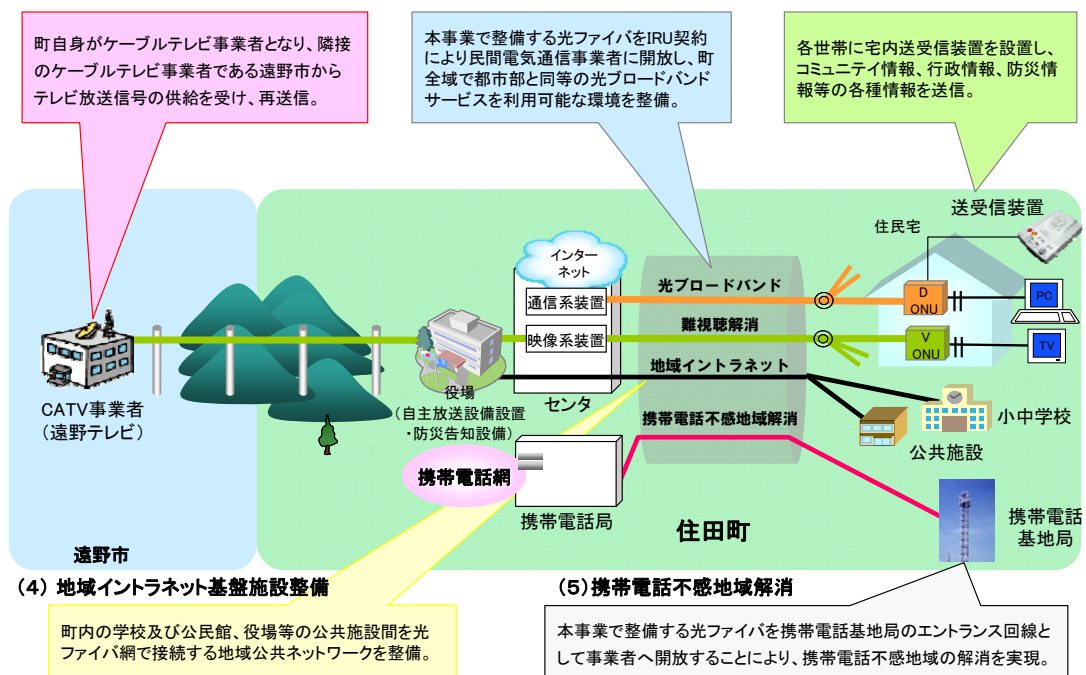 町自身がケーブルテレビ事業者となり、隣接
のケーブルテレビ事業者である遠野市から
テレビ放送信号の供給を受け、再送信。
本事業で整備する光ファイバをIRU契約
により民間電気通信事業者に開放し、町
全域で都市部と同等の光ブロードバンド
サービスを利用可能な環境を整備。
各世帯に宅内送受信装置を設置し、
コミュニテイ情報、行政情報、防災情
報等の各種情報を送信。
送受信装置
住民宅
インター
ネット
通信系装置
映像系装置
センタ
光ブロードバンド
難視聴解消
地域イントラネット
携帯電話不感地域解消
D
ONU
V
ONU
PC
TV
CATV事業者
（遠野テレビ）
役場
（自主放送設備設置
・防災告知設備）
小中学校
公共施設
携帯電話網
携帯電話局
携帯電話
基地局
住田町
遠野市
（4） 地域イントラネット基盤施設整備
（5）携帯電話不感地域解消
町内の学校及び公民館、役場等の公共施設間を光
ファイバ網で接続する地域公共ネットワークを整備。
本事業で整備する光ファイバを携帯電話基地局のエントランス回線と
して事業者へ開放することにより、携帯電話不感地域の解消を実現。